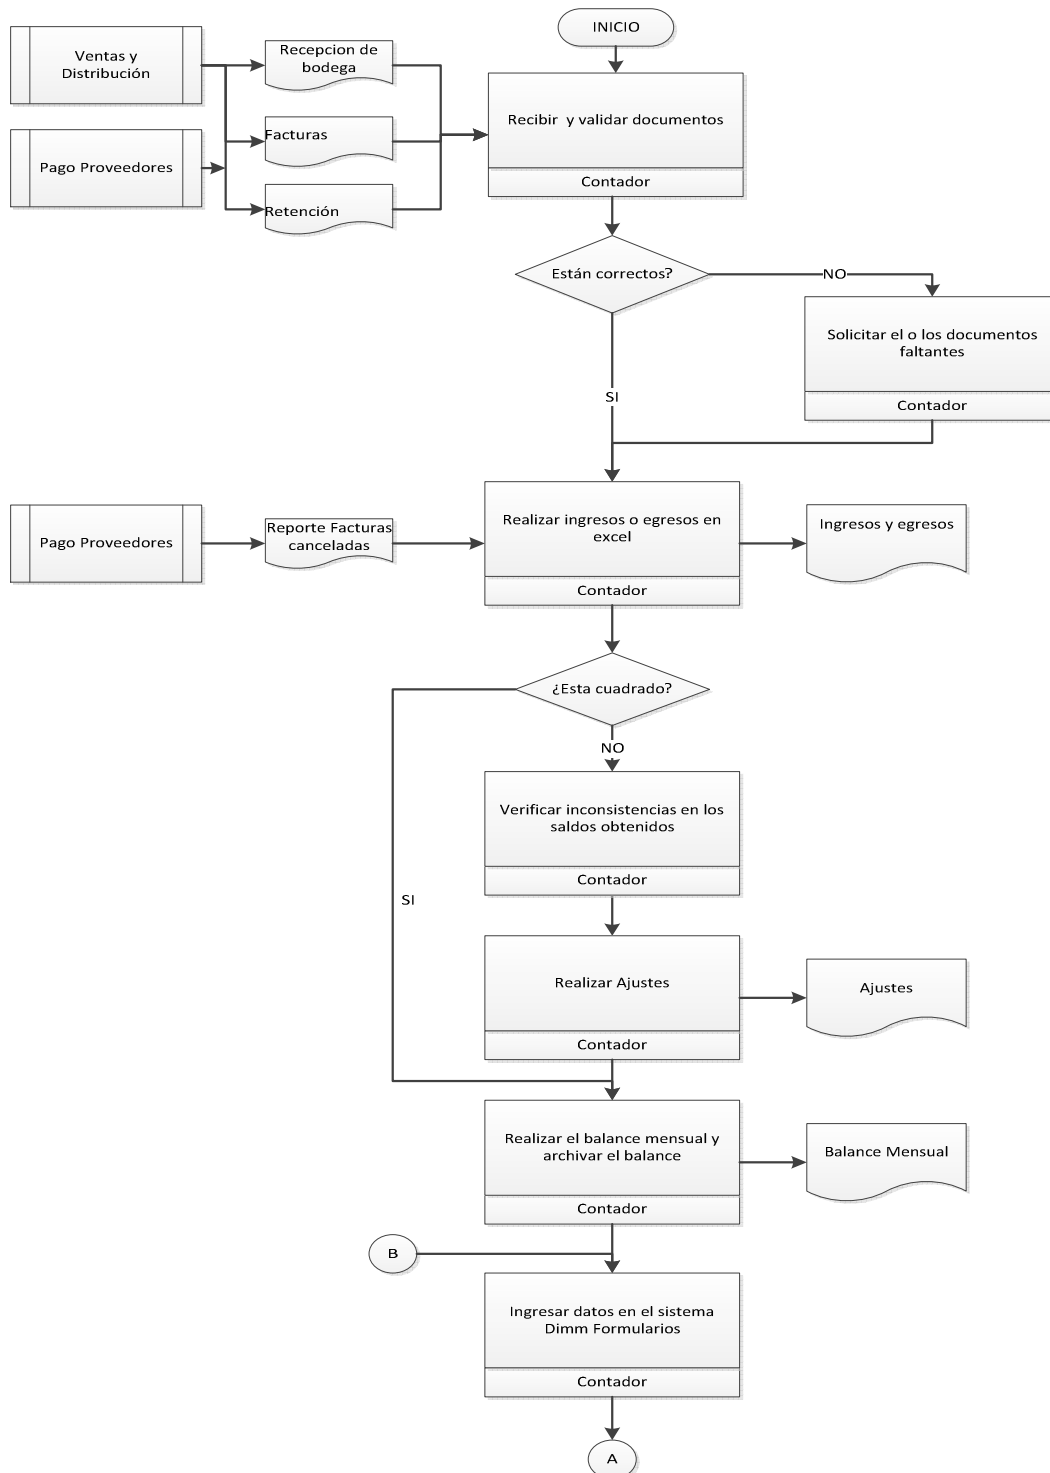 INICIO
Ventas y
Distribución
Recepcion de
bodega
Recibir y validar documentos
Facturas
Pago Proveedores
Contador
Retención
Están correctos?
NO
Solicitar el o los documentos
faltantes
SI
Contador
Pago Proveedores
Reporte Facturas
canceladas
Realizar ingresos o egresos en
excel
Ingresos y egresos
Contador
¿Esta cuadrado?
NO
Verificar inconsistencias en los
saldos obtenidos
Contador
SI
Realizar Ajustes
Ajustes
Contador
Realizar el balance mensual y
archivar el balance
Balance Mensual
Contador
B
Ingresar datos en el sistema
Dimm Formularios
Contador
A